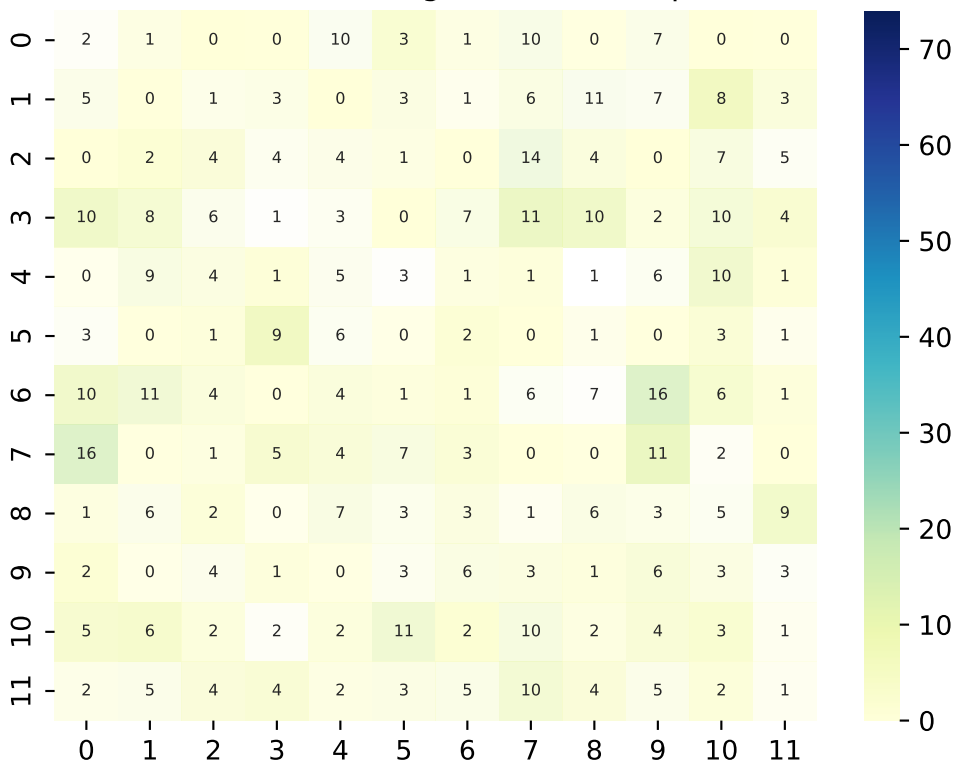 0 2 1 0 0 10 3 1 10 0 7 0 0
1 5 0 1 3 0 3 1 6 11 7 8 3
2 0 2 4 4 4 1 0 14 4 0 7 5
3 10 8 6 1 3 0 7 11 10 2 10 4
4 0 9 4 1 5 3 1 1 1 6 10 1
5 3 0 1 9 6 0 2 0 1 0 3 1
6 10 11 4 0 4 1 1 6 7 16 6 1
7 16 0 1 5 4 7 3 0 0 11 2 0
8 1 6 2 0 7 3 3 1 6 3 5 9
9 2 0 4 1 0 3 6 3 1 6 3 3
10 5 6 2 2 2 11 2 10 2 4 3 1
11 2 5 4 4 2 3 5 10 4 5 2 1
0 1 2 3 4 5 6 7 8 9 10 11
70
60
50
40
30
20
10
0